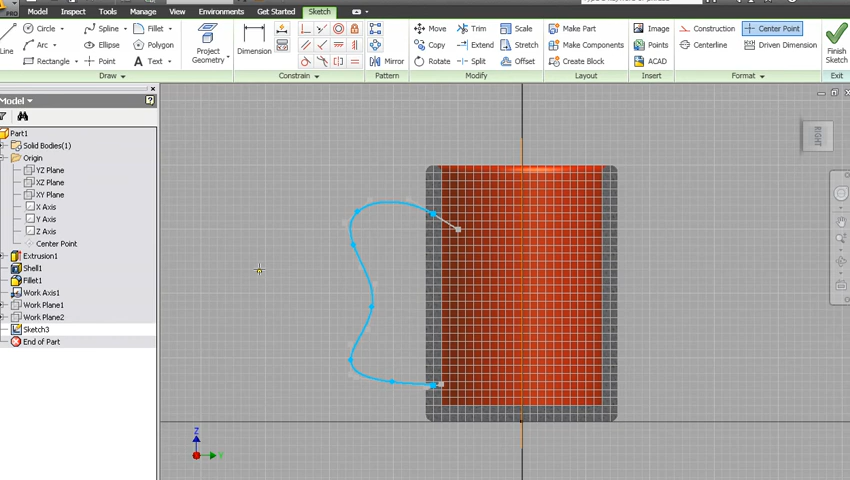 PRO
Model Inspect Tools Manage View Environments Get Started Sketch
Line
Circle
Arc
Rectangle
Spline
Ellipse
Point
Fillet
Polygon
Text
Draw
Project
Geometry
Dimension
Constrain
Mirror
Pattern
Move
Copy
Rotate
Trim
Extend
Split
Scale
Stretch
Offset
Modify
Make Part
Make Components
Create Block
Layout
Image
Points
ACAD
Insert
Construction
Centerline
Center Point
Driven Dimension
Format
Finish
Sketch
Exit
Model
Part1
Solid Bodies(1)
Origin
YZ Plane
XZ Plane
XY Plane
X Axis
Y Axis
Z Axis
Center Point
Extrusion1
Shell1
Fillet1
Work Axis1
Work Plane1
Work Plane2
Sketch3
End of Part
RIGHT
Z
Y